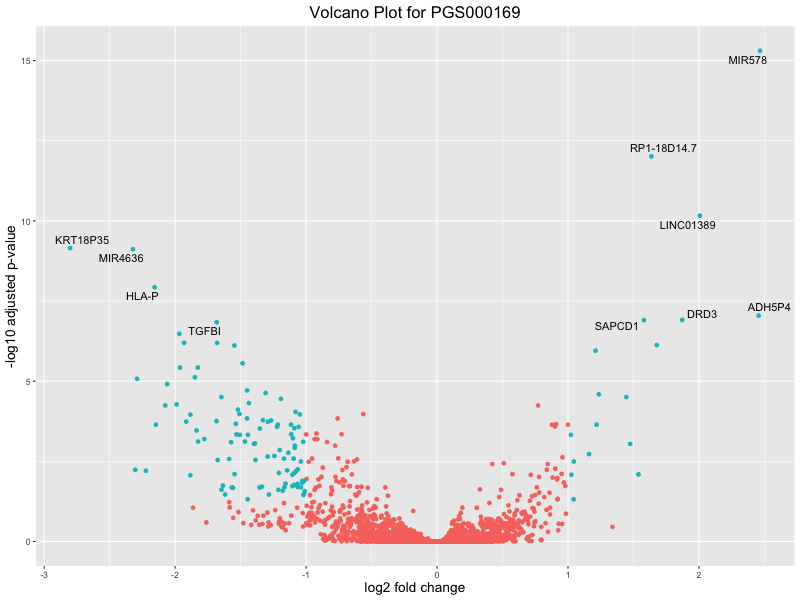 Volcano Plot for PGS000169
MIR578
RP1-18D14.7
LINC01389
KRT18P35
MIR4636
HLA-P
TGFBI
SAPCD1
DRD3
ADH5P4
-log10 adjusted p-value
15
10
5
0
-3
-2
-1
0
1
2
log2 fold change